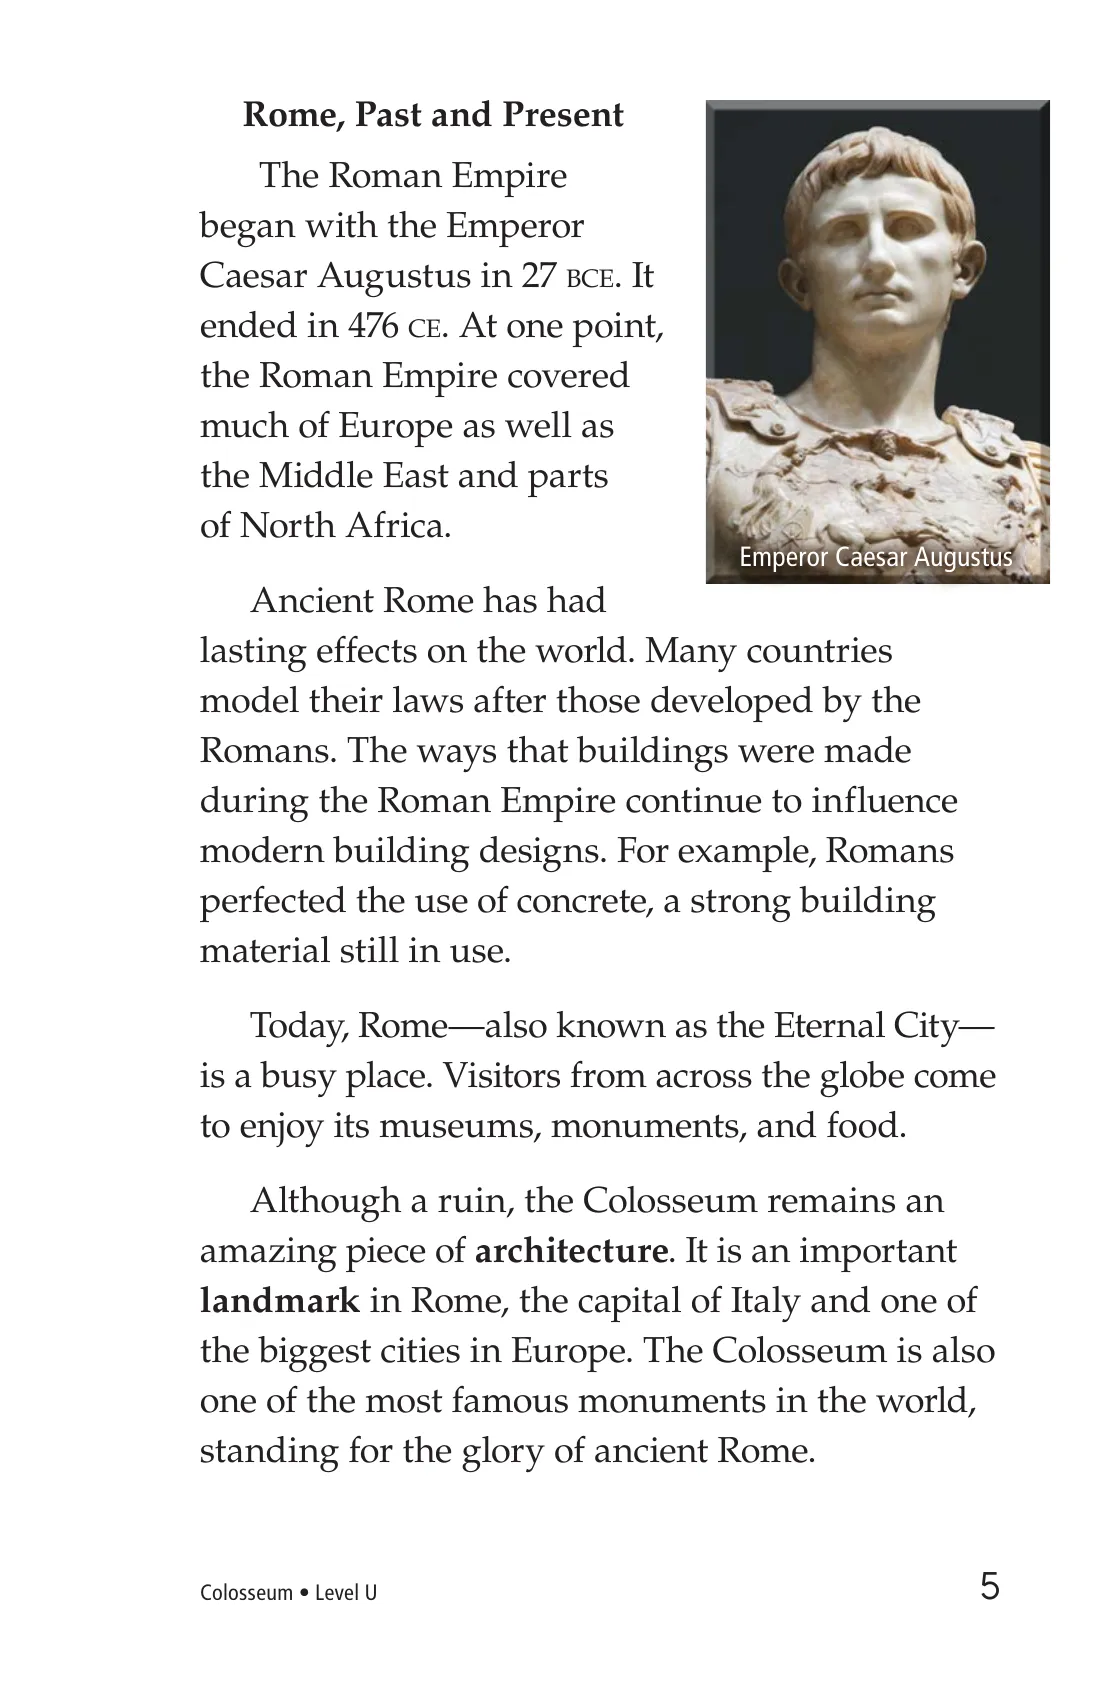 Rome, Past and Present
The Roman Empire
began with the Emperor
Caesar Augustus in 27 BCE. It
ended in 476 CE. At one point,
the Roman Empire covered
much of Europe as well as
the Middle East and parts
of North Africa.
Emperor Caesar Augustus
Ancient Rome has had
lasting effects on the world. Many countries
model their laws after those developed by the
Romans. The ways that buildings were made
during the Roman Empire continue to influence
modern building designs. For example, Romans
perfected the use of concrete, a strong building
material still in use.
Today, Rome—also known as the Eternal City—
is a busy place. Visitors from across the globe come
to enjoy its museums, monuments, and food.
Although a ruin, the Colosseum remains an
amazing piece of architecture. It is an important
landmark in Rome, the capital of Italy and one of
the biggest cities in Europe. The Colosseum is also
one of the most famous monuments in the world,
standing for the glory of ancient Rome.
Colosseum • Level U
5